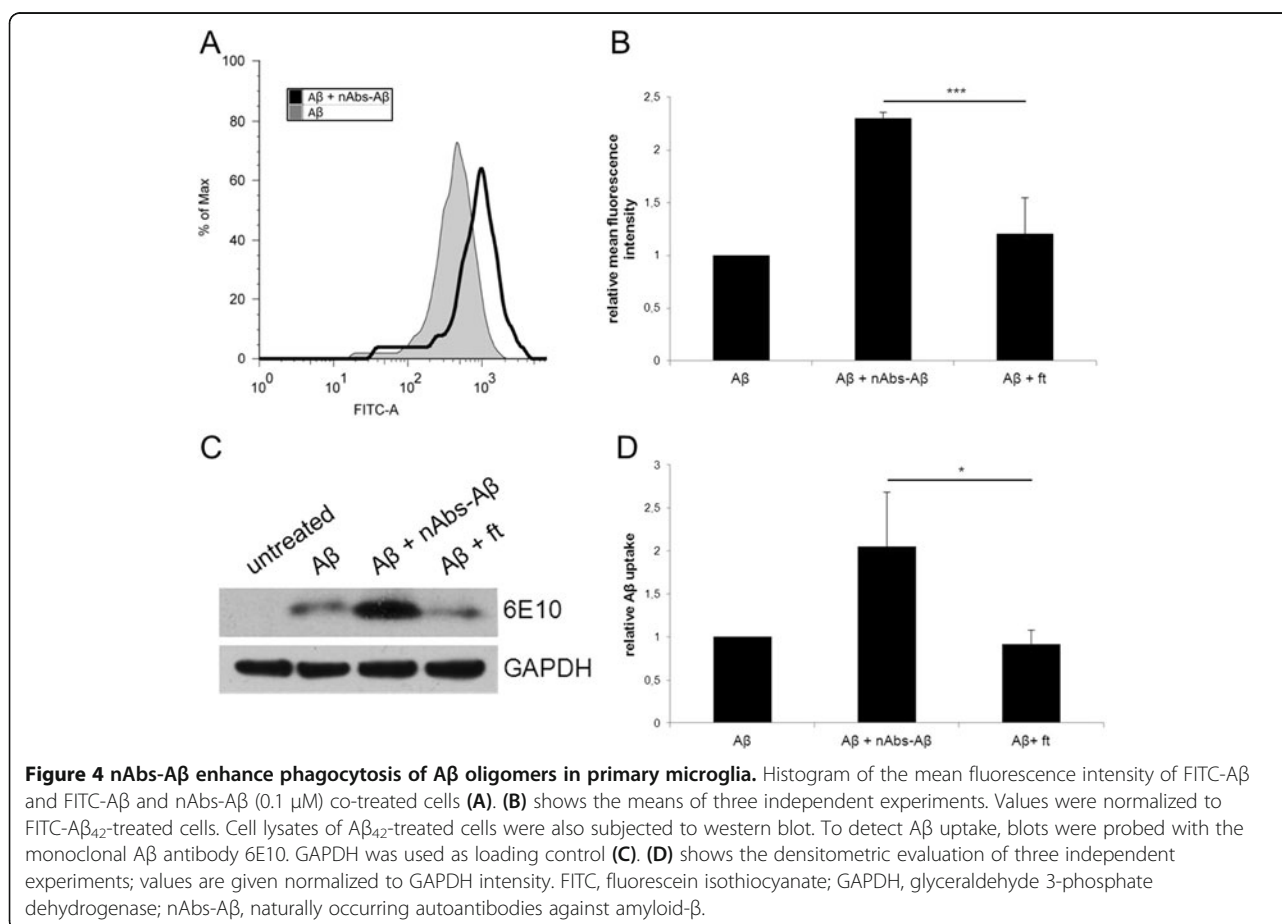 A
100
80
60
40
20
0
% of Max
Aβ + nAbs-Aβ
Aβ
10⁰ 10¹ 10² 10³
FITC-A
B
2,5
2
1,5
1
0,5
0
relative mean fluorescence
intensity
***
Aβ Aβ + nAbs-Aβ Aβ + ft
C
untreated Aβ Aβ + nAbs-Aβ Aβ + ft
6E10
GAPDH
D
3
2,5
2
1,5
1
0,5
0
relative Aβ uptake
*
Aβ Aβ + nAbs-Aβ Aβ+ ft
Figure 4 nAbs-Aβ enhance phagocytosis of Aβ oligomers in primary microglia. Histogram of the mean fluorescence intensity of FITC-Aβ
and FITC-Aβ and nAbs-Aβ (0.1 μM) co-treated cells (A). (B) shows the means of three independent experiments. Values were normalized to
FITC-Aβ₄₂-treated cells. Cell lysates of Aβ₄₂-treated cells were also subjected to western blot. To detect Aβ uptake, blots were probed with the
monoclonal Aβ antibody 6E10. GAPDH was used as loading control (C). (D) shows the densitometric evaluation of three independent
experiments; values are given normalized to GAPDH intensity. FITC, fluorescein isothiocyanate; GAPDH, glyceraldehyde 3-phosphate
dehydrogenase; nAbs-Aβ, naturally occurring autoantibodies against amyloid-β.